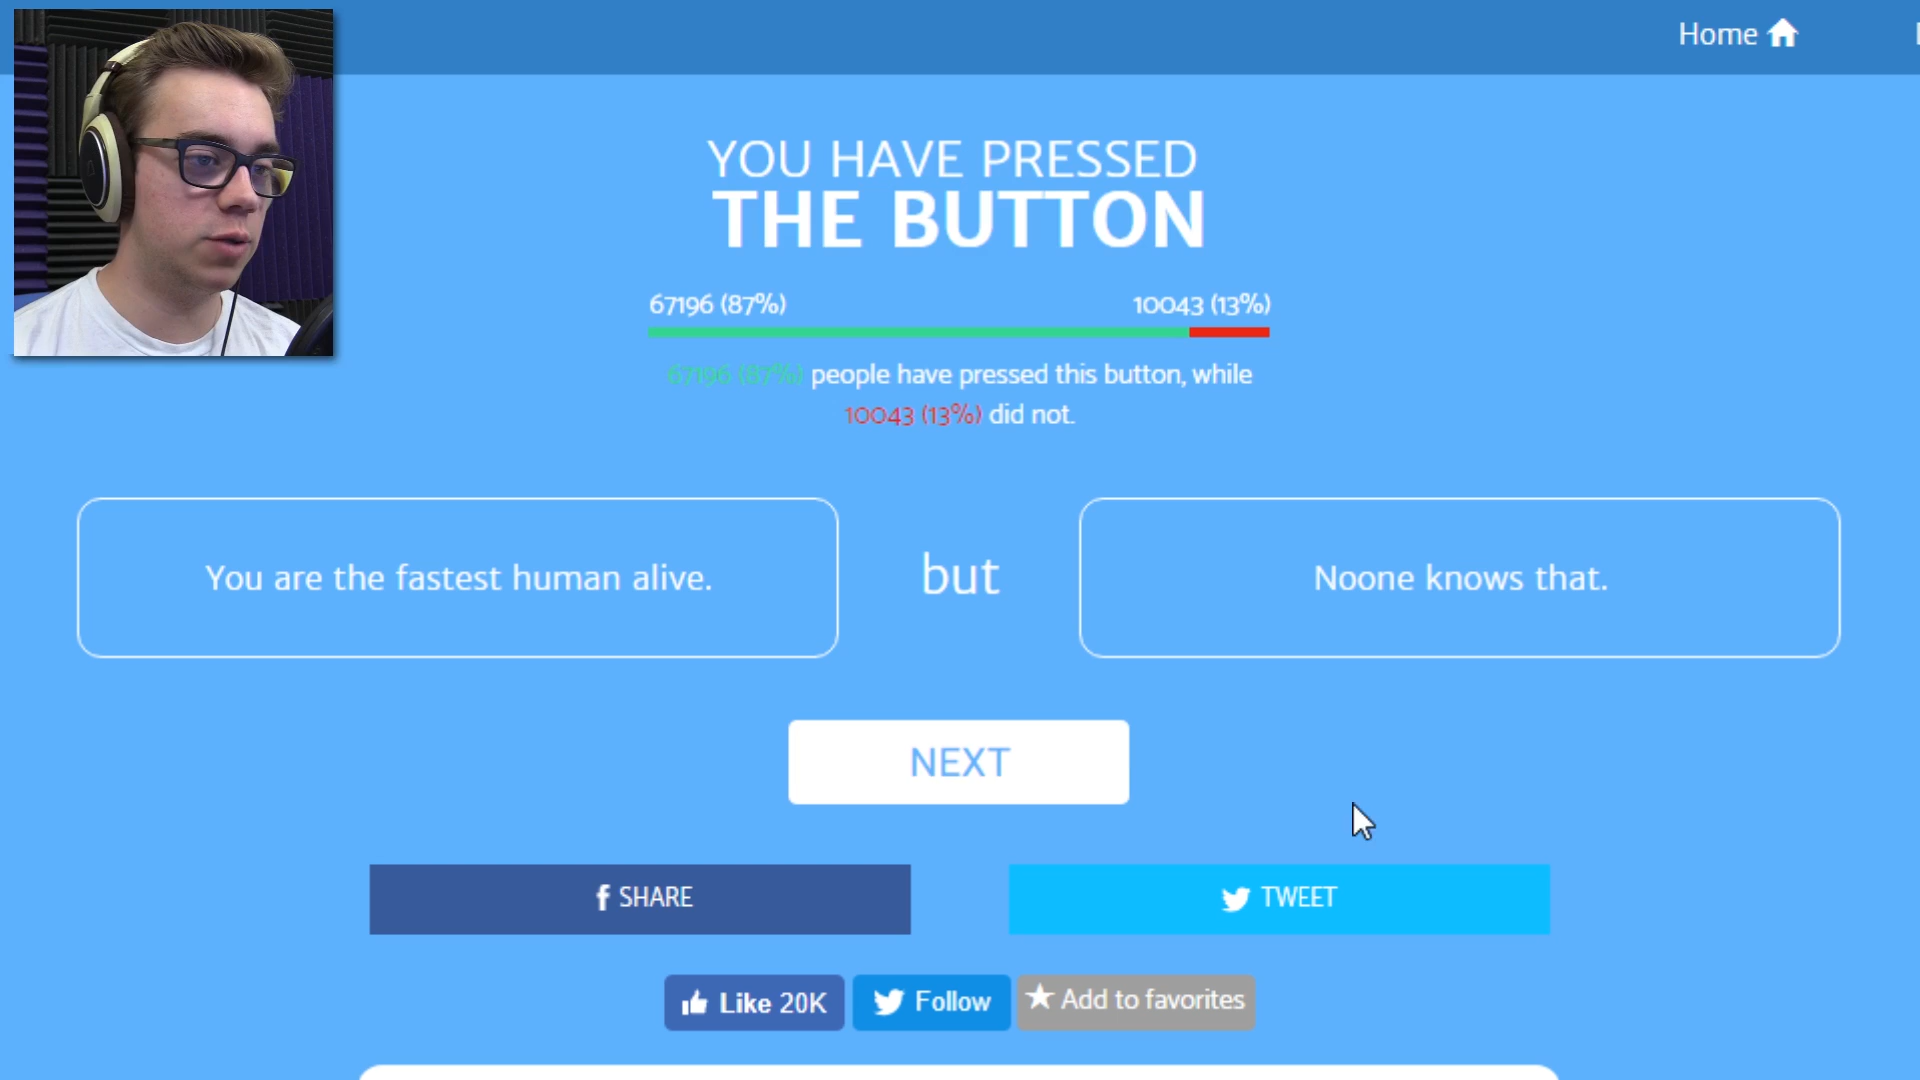 Home
YOU HAVE PRESSED
THE BUTTON
67196 (87%)
10043 (13%)
67196 (87%) people have pressed this button, while
10043 (13%) did not.
You are the fastest human alive.
but
Noone knows that.
NEXT
SHARE
TWEET
Like 20K
Follow
Add to favorites